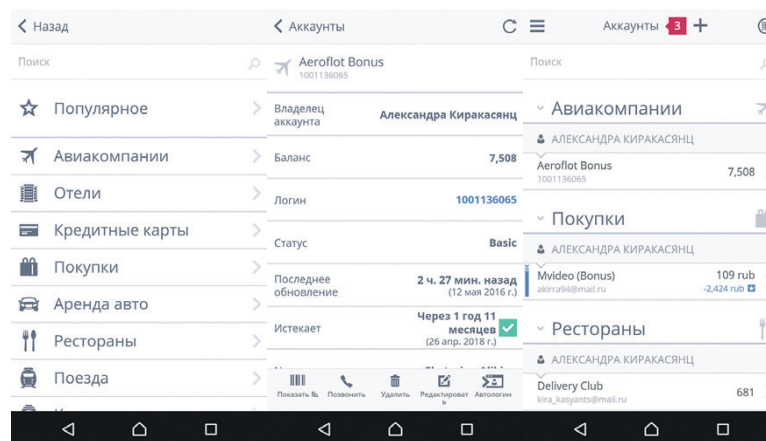 Назад
Поиск
Популярное
Авиакомпании
Отели
Кредитные карты
Покупки
Аренда авто
Рестораны
Поезда
Аккаунты
Aeroflot Bonus
1001136065
Владелец
аккаунта
Александра Киракасянц
Баланс
7,508
Логин
1001136065
Статус
Basic
Последнее
обновление
2 ч. 27 мин. назад
(12 мая 2016 г.)
Истекает
Через 1 год 11
месяцев
(26 апр. 2018 г.)
Показать №
Позвонить
Удалить
Редактироват
ь
Автологин
Аккаунты 3
Поиск
Авиакомпании
АЛЕКСАНДРА КИРАКАСЯНЦ
Aeroflot Bonus
1001136065
7,508
Покупки
АЛЕКСАНДРА КИРАКАСЯНЦ
Mvideo (Bonus)
akirra94@mail.ru
109 rub
-2,424 rub
Рестораны
АЛЕКСАНДРА КИРАКАСЯНЦ
Delivery Club
kira_kasyants@mail.ru
681